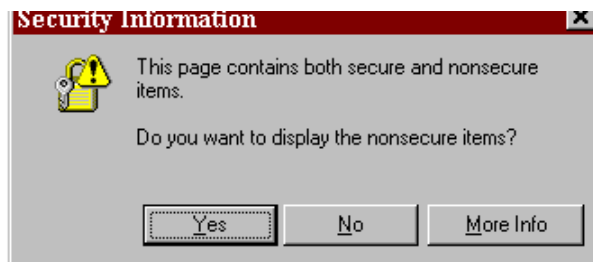 Security Information
This page contains both secure and nonsecure
items.
Do you want to display the nonsecure items?
Yes No More Info